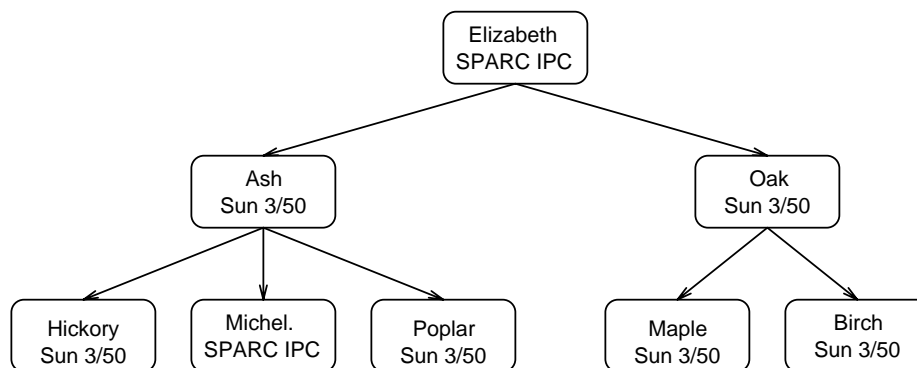 Elizabeth
SPARC IPC
Ash
Sun 3/50
Oak
Sun 3/50
Hickory
Sun 3/50
Michel.
SPARC IPC
Poplar
Sun 3/50
Maple
Sun 3/50
Birch
Sun 3/50